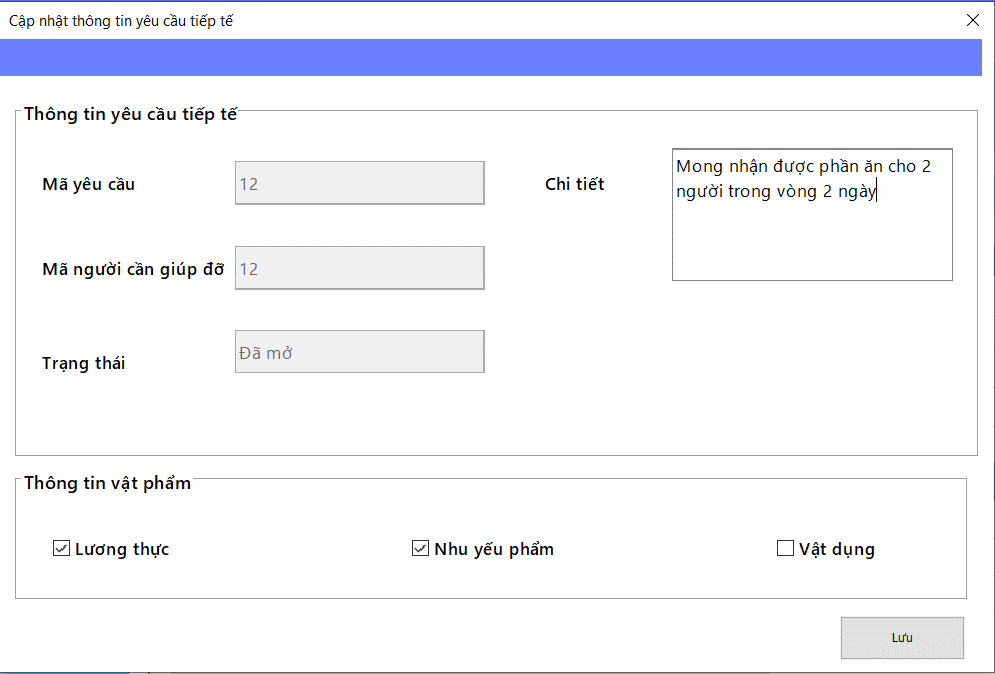 Cập nhật thông tin yêu cầu tiếp tế
Thông tin yêu cầu tiếp tế
Mã yêu cầu
12
Chi tiết
Mong nhận được phần ăn cho 2
người trong vòng 2 ngày
Mã người cần giúp đỡ
12
Trạng thái
Đã mở
Thông tin vật phẩm
Lương thực
Nhu yếu phẩm
Vật dụng
Lưu